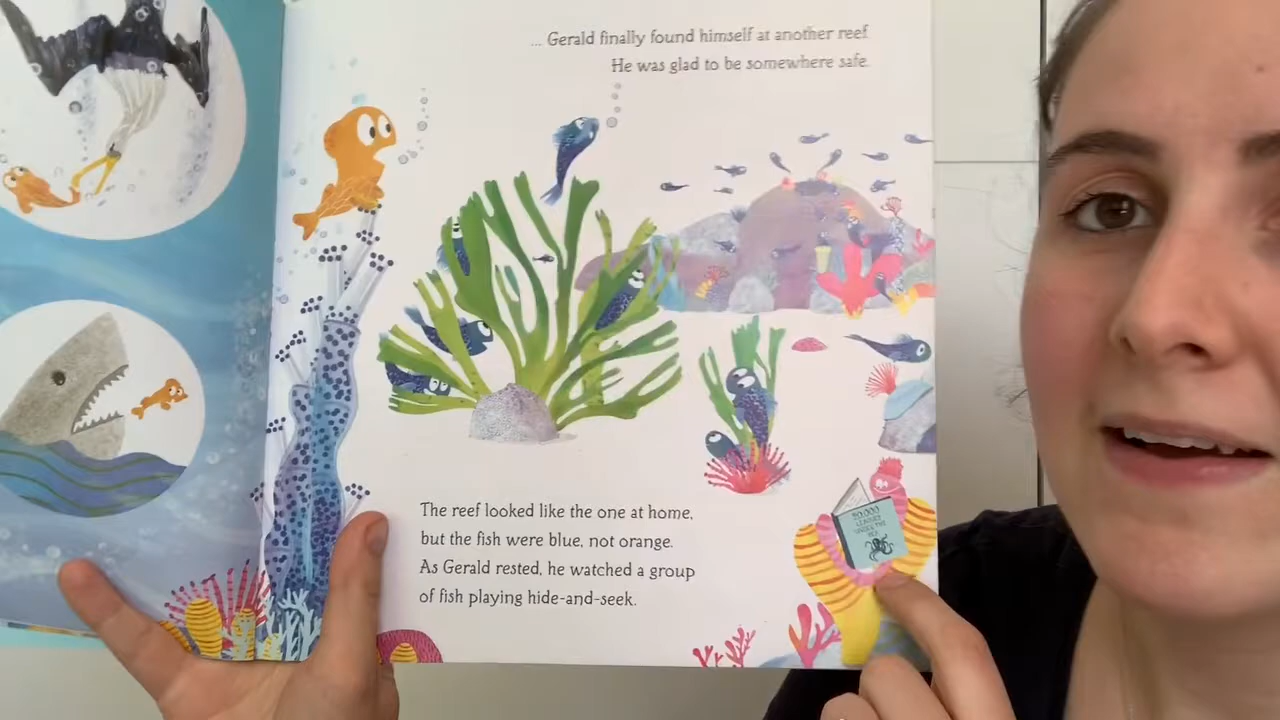 ... Gerald finally found himself at another reef.
He was glad to be somewhere safe.
The reef looked like the one at home,
but the fish were blue, not orange.
As Gerald rested, he watched a group
of fish playing hide-and-seek.
20,000
LEAGUES
UNDER THE
SEA